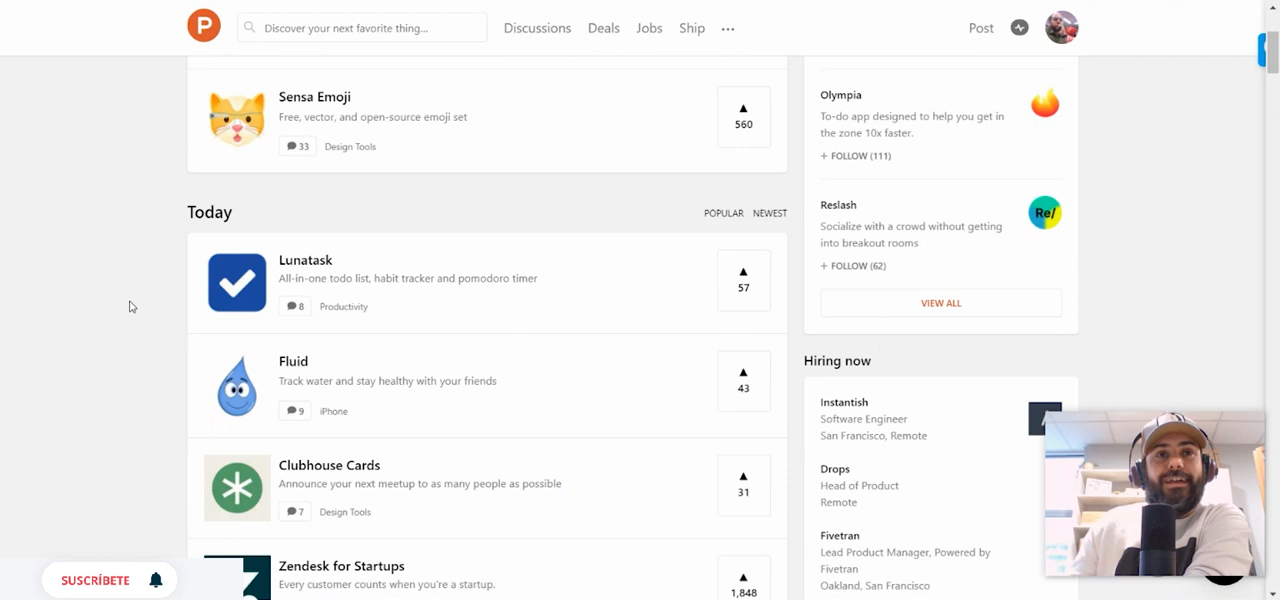 P
Discover your next favorite thing...
Discussions
Deals
Jobs
Ship
Post
Sensa Emoji
Free, vector, and open-source emoji set
33
Design Tools
560
Today
POPULAR
NEWEST
Lunatask
All-in-one todo list, habit tracker and pomodoro timer
8
Productivity
57
Fluid
Track water and stay healthy with your friends
9
iPhone
43
Clubhouse Cards
Announce your next meetup to as many people as possible
7
Design Tools
31
Zendesk for Startups
Every customer counts when you're a startup.
1,848
Olympia
To-do app designed to help you get in
the zone 10x faster.
+ FOLLOW (111)
Reslash
Re/
Socialize with a crowd without getting
into breakout rooms
+ FOLLOW (62)
VIEW ALL
Hiring now
Instantish
Software Engineer
San Francisco, Remote
Drops
Head of Product
Remote
Fivetran
Lead Product Manager, Powered by
Fivetran
Oakland, San Francisco
SUSCRÍBETE